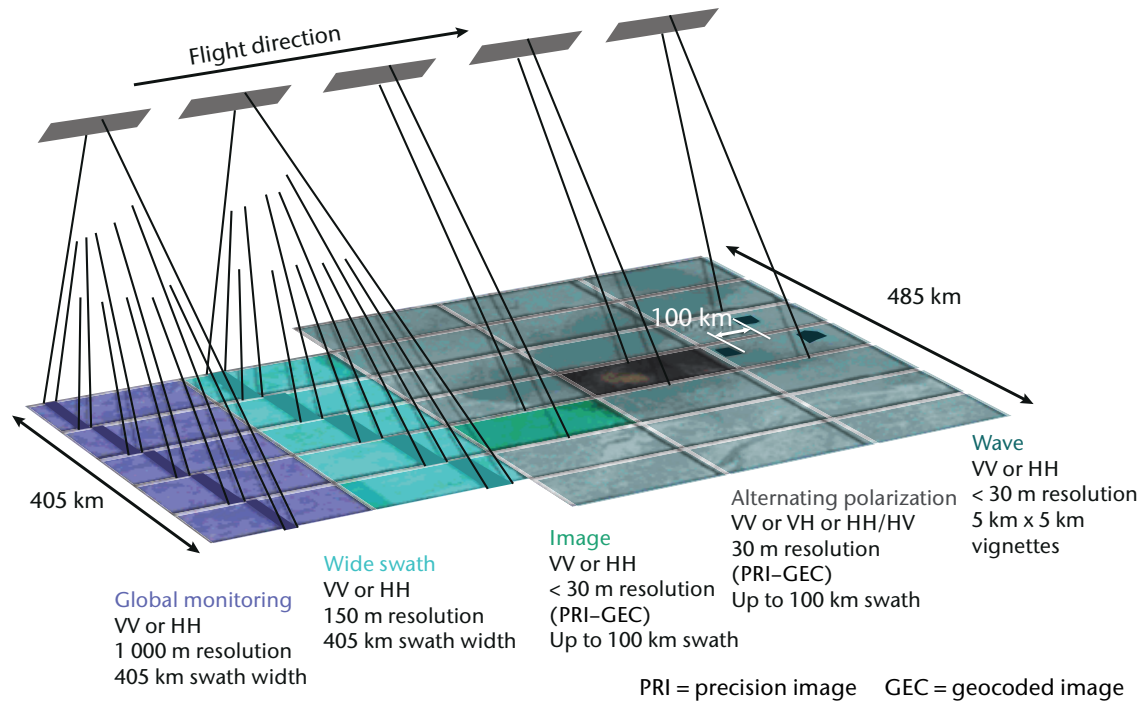 Flight direction
485 km
100 km
405 km
Global monitoring
VV or HH
1 000 m resolution
405 km swath width
Wide swath
VV or HH
150 m resolution
405 km swath width
Image
VV or HH
< 30 m resolution
(PRI–GEC)
Up to 100 km swath
Alternating polarization
VV or VH or HH/HV
30 m resolution
(PRI–GEC)
Up to 100 km swath
Wave
VV or HH
< 30 m resolution
5 km x 5 km
vignettes
PRI = precision image GEC = geocoded image